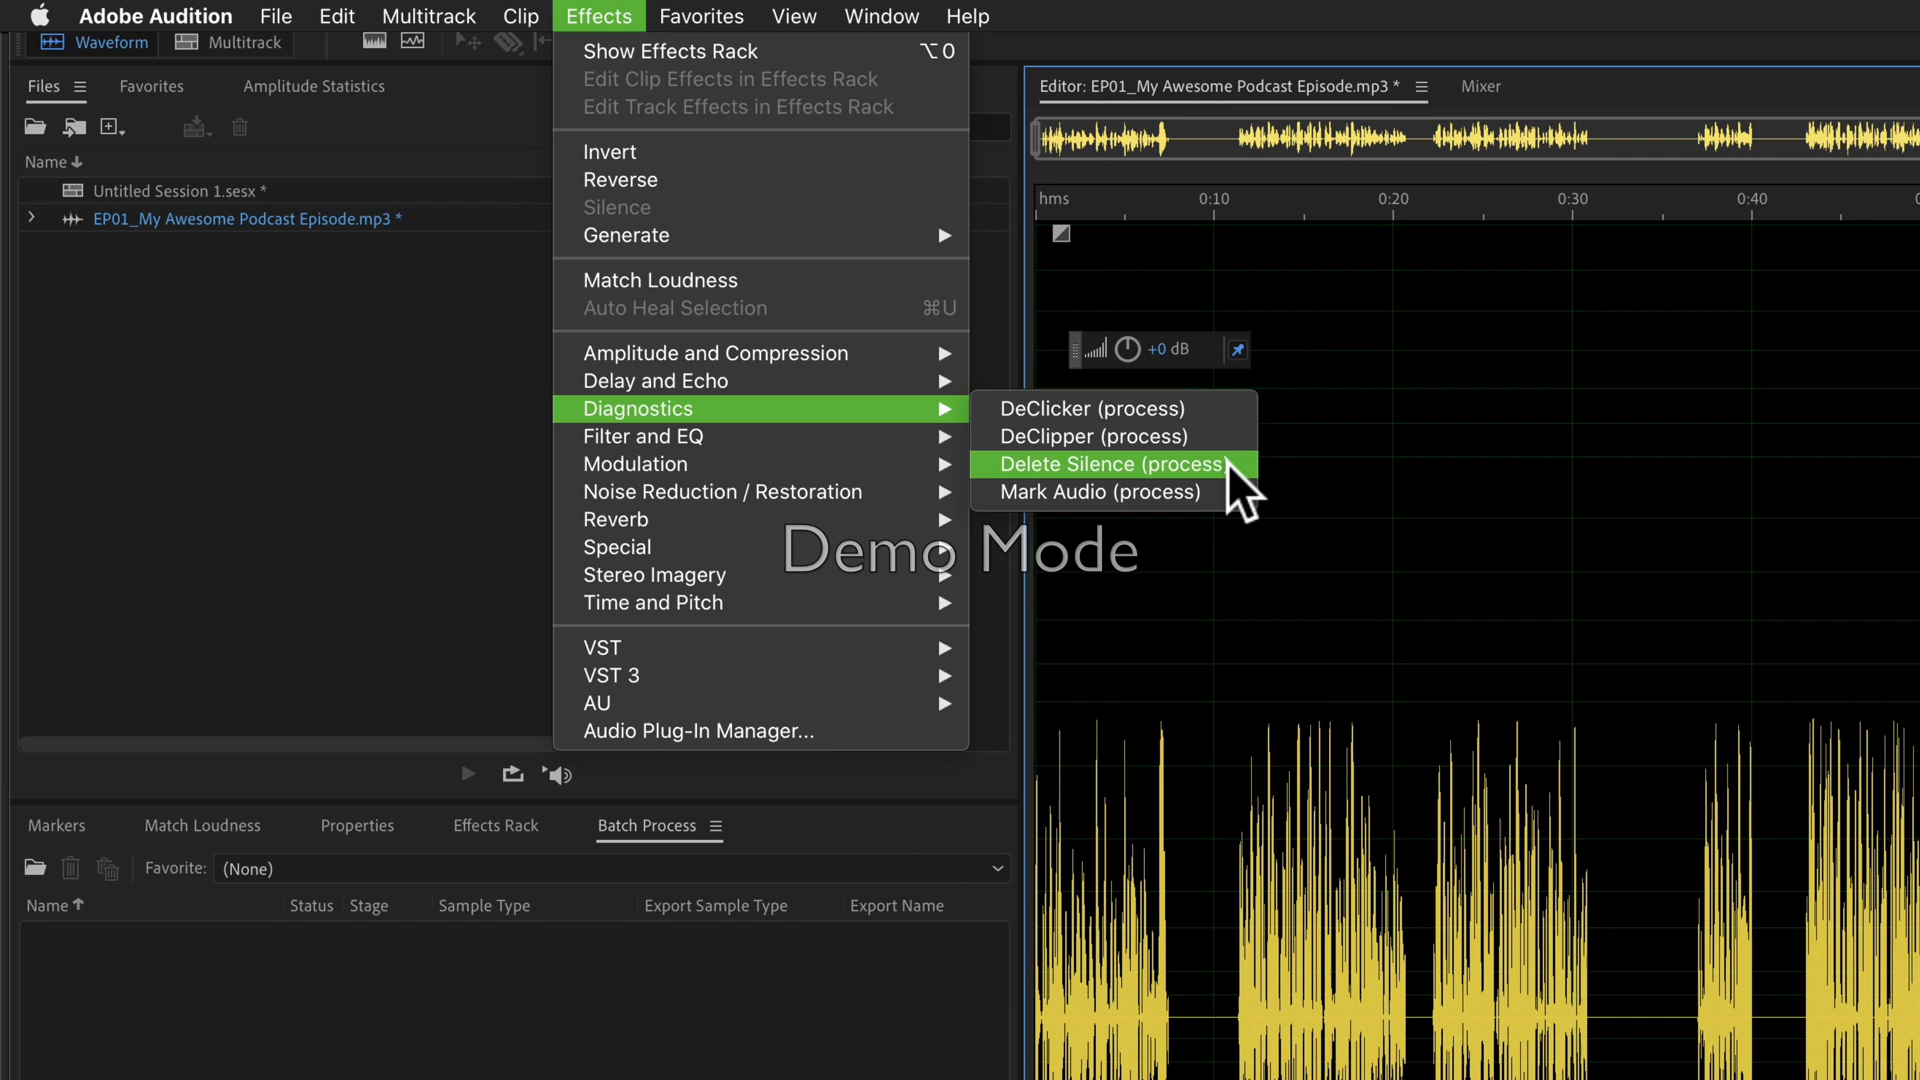 Adobe Audition File Edit Multitrack Clip Effects Favorites View Window Help
Waveform Multitrack
Show Effects Rack ⌥0
Edit Clip Effects in Effects Rack
Edit Track Effects in Effects Rack
Invert
Reverse
Silence
Generate
Match Loudness
Auto Heal Selection ⌘U
Amplitude and Compression
Delay and Echo
Diagnostics
Filter and EQ
Modulation
Noise Reduction / Restoration
Reverb
Special
Stereo Imagery
Time and Pitch
VST
VST 3
AU
Audio Plug-In Manager...
DeClicker (process)
DeClipper (process)
Delete Silence (process)
Mark Audio (process)
Demo Mode
Files Favorites Amplitude Statistics
Name
Untitled Session 1.sesx *
EP01_My Awesome Podcast Episode.mp3 *
Editor: EP01_My Awesome Podcast Episode.mp3 * Mixer
hms 0:10 0:20 0:30 0:40
+0 dB
Markers Match Loudness Properties Effects Rack Batch Process
Favorite: (None)
Name Status Stage Sample Type Export Sample Type Export Name